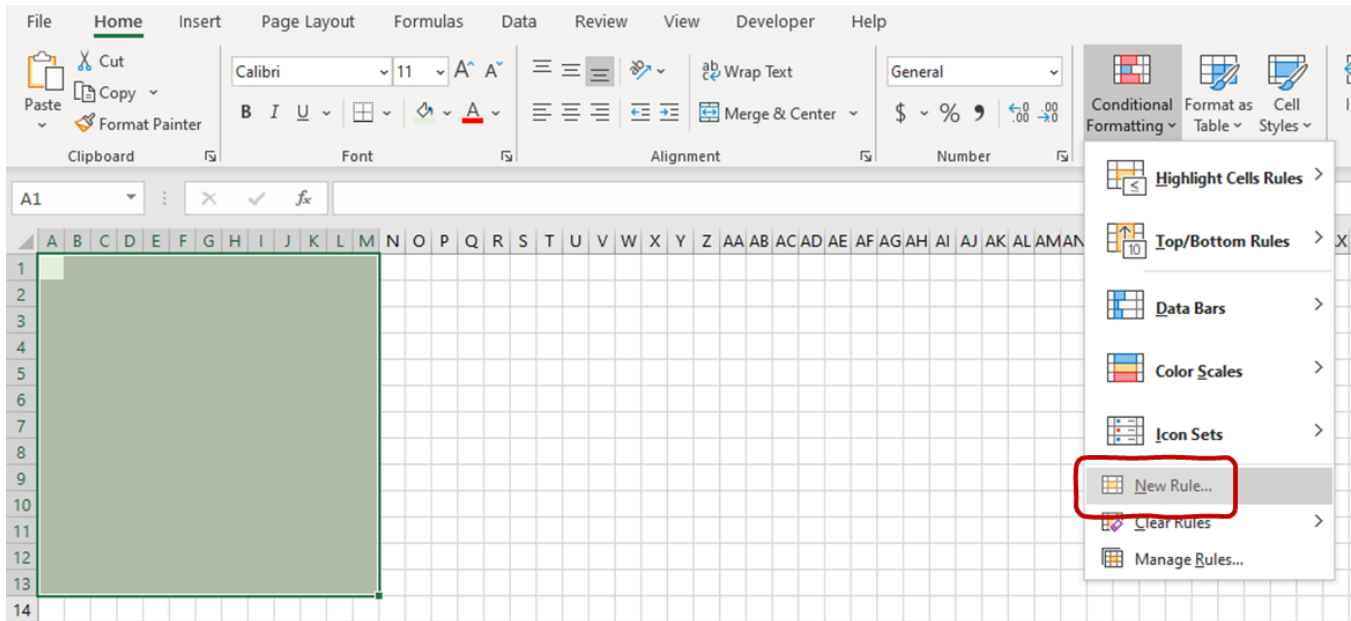 File Home Insert Page Layout Formulas Data Review View Developer Help
Paste
Cut
Copy
Format Painter
Clipboard
Calibri 11 A^ A˅
B I U A
Font
ab Wrap Text
Merge & Center
Alignment
General
$ % 9 .00 .00
Number
Conditional
Formatting
Format as
Table
Cell
Styles
A1 fx
A B C D E F G H I J K L M N O P Q R S T U V W X Y Z AA AB AC AD AE AF AG AH AI AJ AK AL AM AN X
1
2
3
4
5
6
7
8
9
10
11
12
13
14
Highlight Cells Rules
10 Top/Bottom Rules
Data Bars
Color Scales
Icon Sets
New Rule...
Clear Rules
Manage Rules...